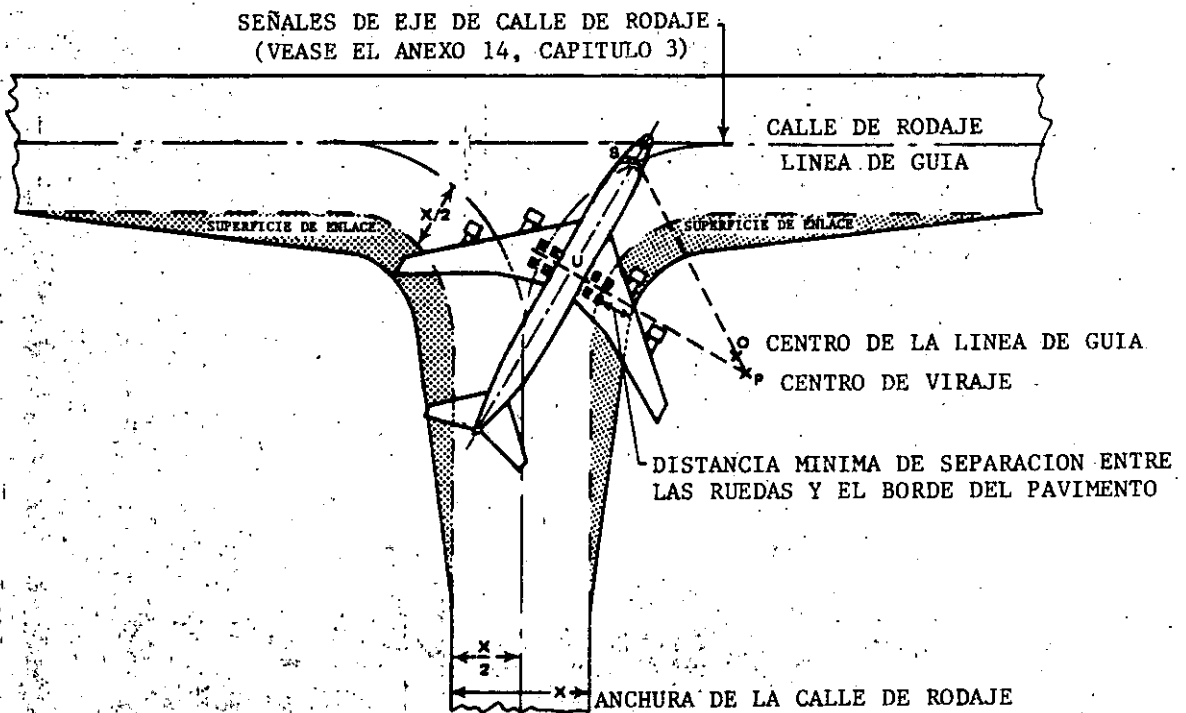 SEÑALES DE EJE DE CALLE DE RODAJE
(VEASE EL ANEXO 14, CAPITULO 3)
CALLE DE RODAJE
LINEA DE GUIA
S
X/2
SUPERFICIE DE ENLACE
SUPERFICIE DE ENLACE
U
O CENTRO DE LA LINEA DE GUIA
P CENTRO DE VIRAJE
DISTANCIA MINIMA DE SEPARACION ENTRE
LAS RUEDAS Y EL BORDE DEL PAVIMENTO
X
2
X
ANCHURA DE LA CALLE DE RODAJE